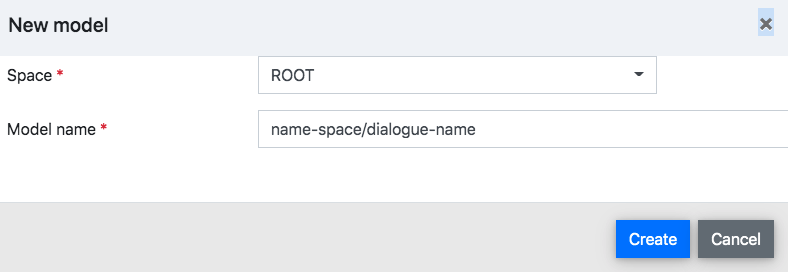 New model ×
Space * ROOT
Model name * name-space/dialogue-name
Create Cancel